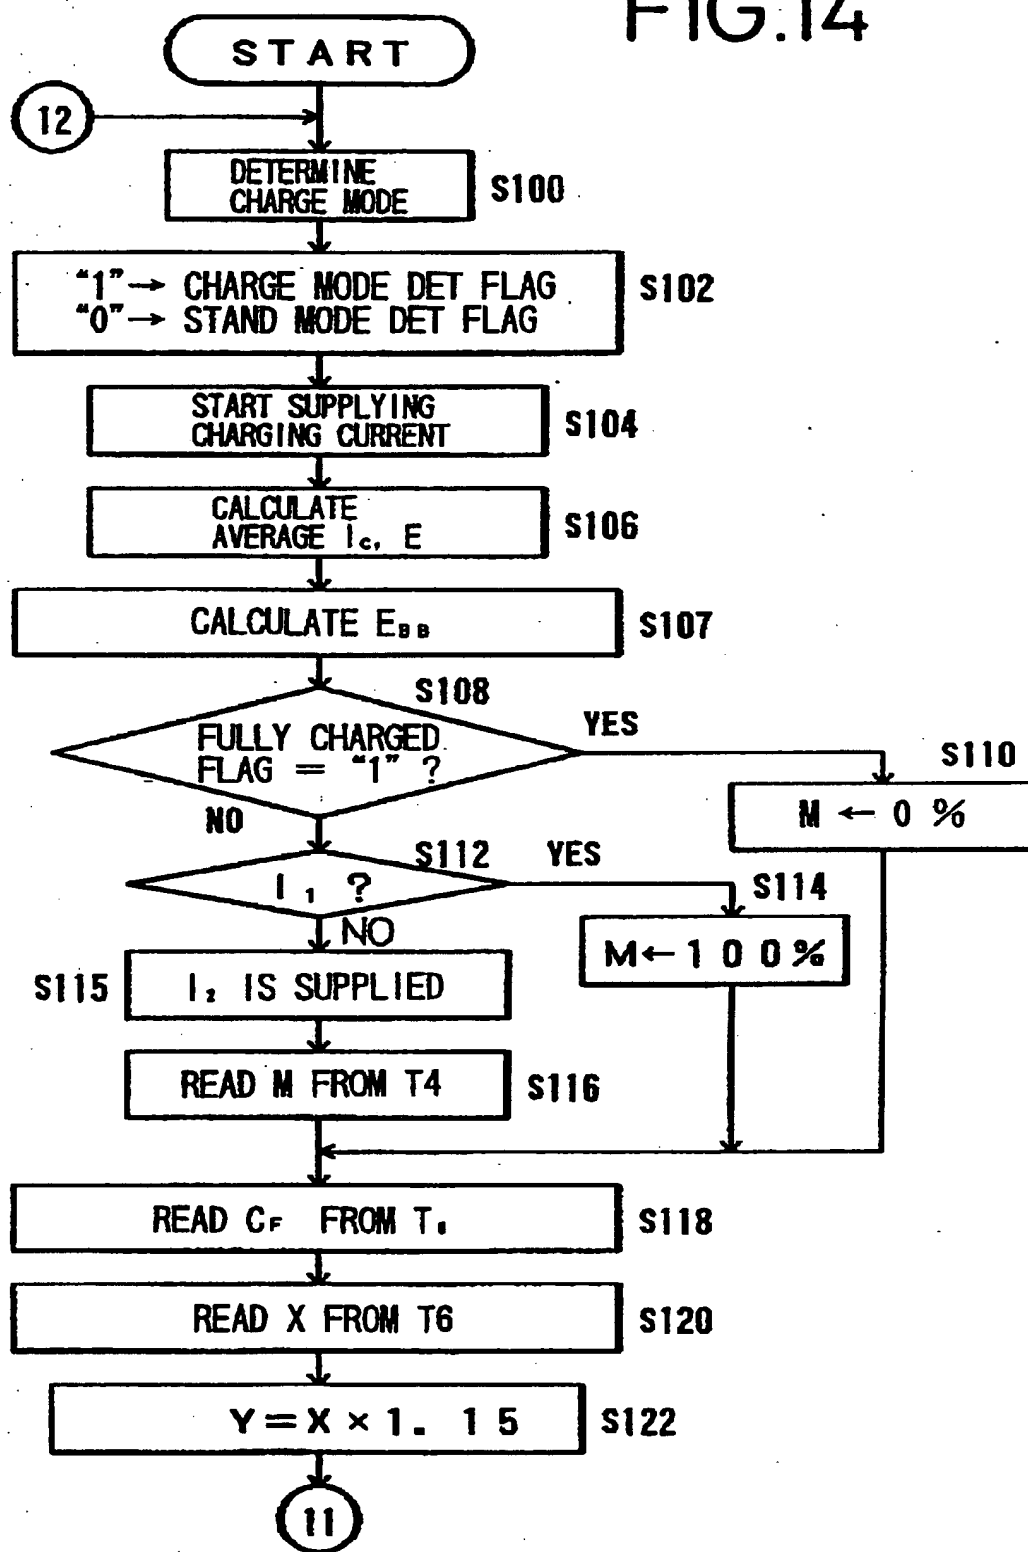 FIG.14
START
12
DETERMINE
CHARGE MODE
S100
"1"→ CHARGE MODE DET FLAG
"0"→ STAND MODE DET FLAG
S102
START SUPPLYING
CHARGING CURRENT
S104
CALCULATE
AVERAGE Ic, E
S106
CALCULATE EBB
S107
S108
FULLY CHARGED
FLAG = "1" ?
YES
NO
S110
M ← 0 %
S112
I1 ?
YES
NO
S114
M←100%
S115
I2 IS SUPPLIED
READ M FROM T4
S116
READ CF FROM
S118
READ X FROM T6
S120
Y=X×1.15
S122
11